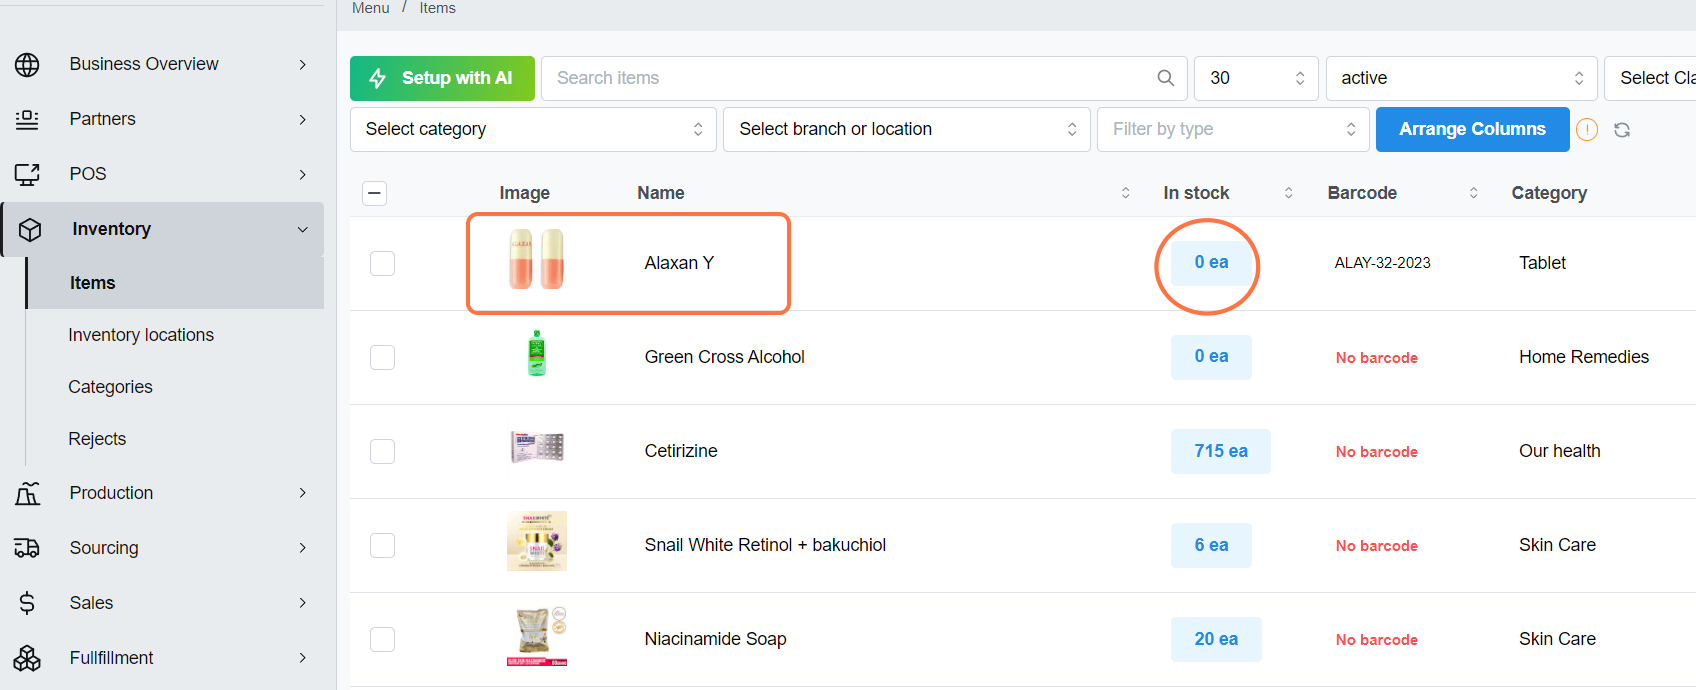 Menu / Items
Business Overview
Partners
POS
Inventory
Items
Inventory locations
Categories
Rejects
Production
Sourcing
Sales
Fullfillment
Setup with AI
Search items
30
active
Select Cla
Select category
Select branch or location
Filter by type
Arrange Columns
Image Name In stock Barcode Category
Alaxan Y 0 ea ALAY-32-2023 Tablet
Green Cross Alcohol 0 ea No barcode Home Remedies
Cetirizine 715 ea No barcode Our health
Snail White Retinol + bakuchiol 6 ea No barcode Skin Care
Niacinamide Soap 20 ea No barcode Skin Care